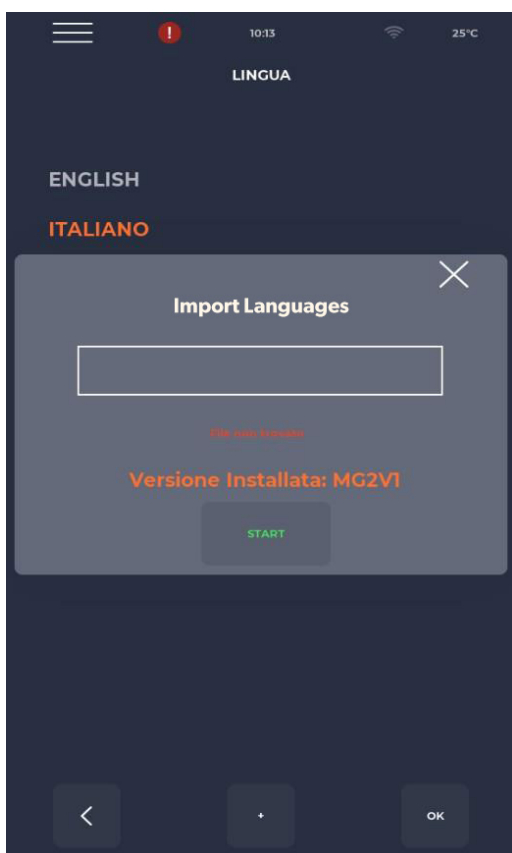 10:13 25°C
LINGUA
ENGLISH
ITALIANO
Import Languages
File non trovato
Versione Installata: MG2V1
START
+ OK